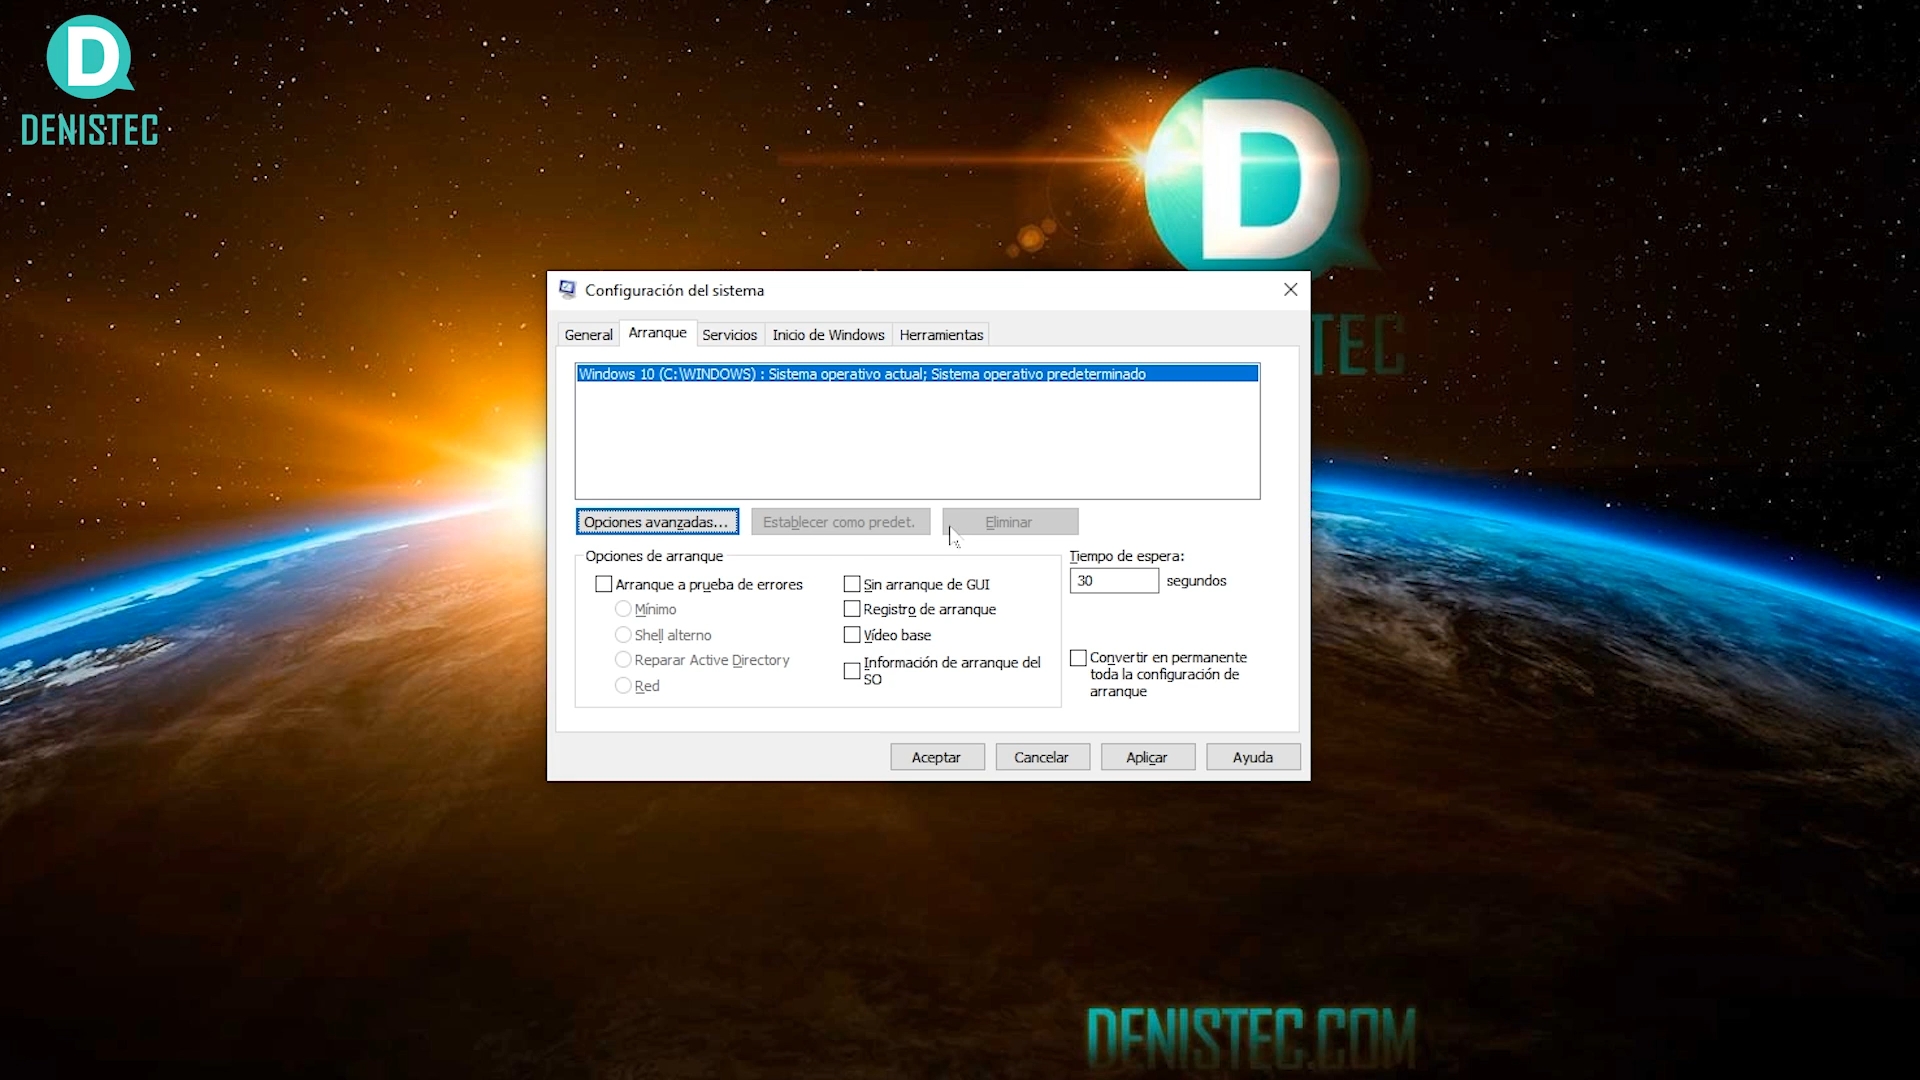 D
DENISTEC
D
TEC
Configuración del sistema
General
Arranque
Servicios
Inicio de Windows
Herramientas
Windows 10 (C:\WINDOWS) : Sistema operativo actual; Sistema operativo predeterminado
Opciones avanzadas...
Establecer como predet.
Eliminar
Opciones de arranque
Arranque a prueba de errores
Mínimo
Shell alterno
Reparar Active Directory
Red
Sin arranque de GUI
Registro de arranque
Vídeo base
Información de arranque del
SO
Tiempo de espera:
30 segundos
Convertir en permanente
toda la configuración de
arranque
Aceptar
Cancelar
Aplicar
Ayuda
DENISTEC.COM